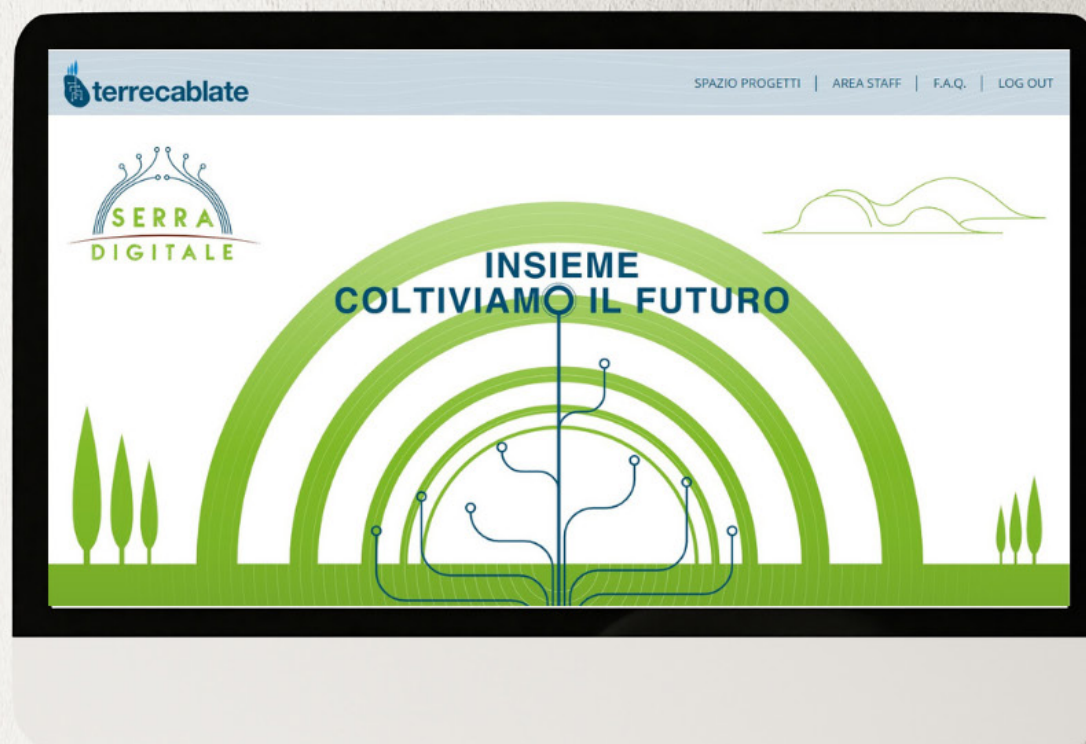 terrecablate
SPAZIO PROGETTI | AREA STAFF | F.A.Q. | LOG OUT
SERRA
DIGITALE
INSIEME
COLTIVIAMO IL FUTURO